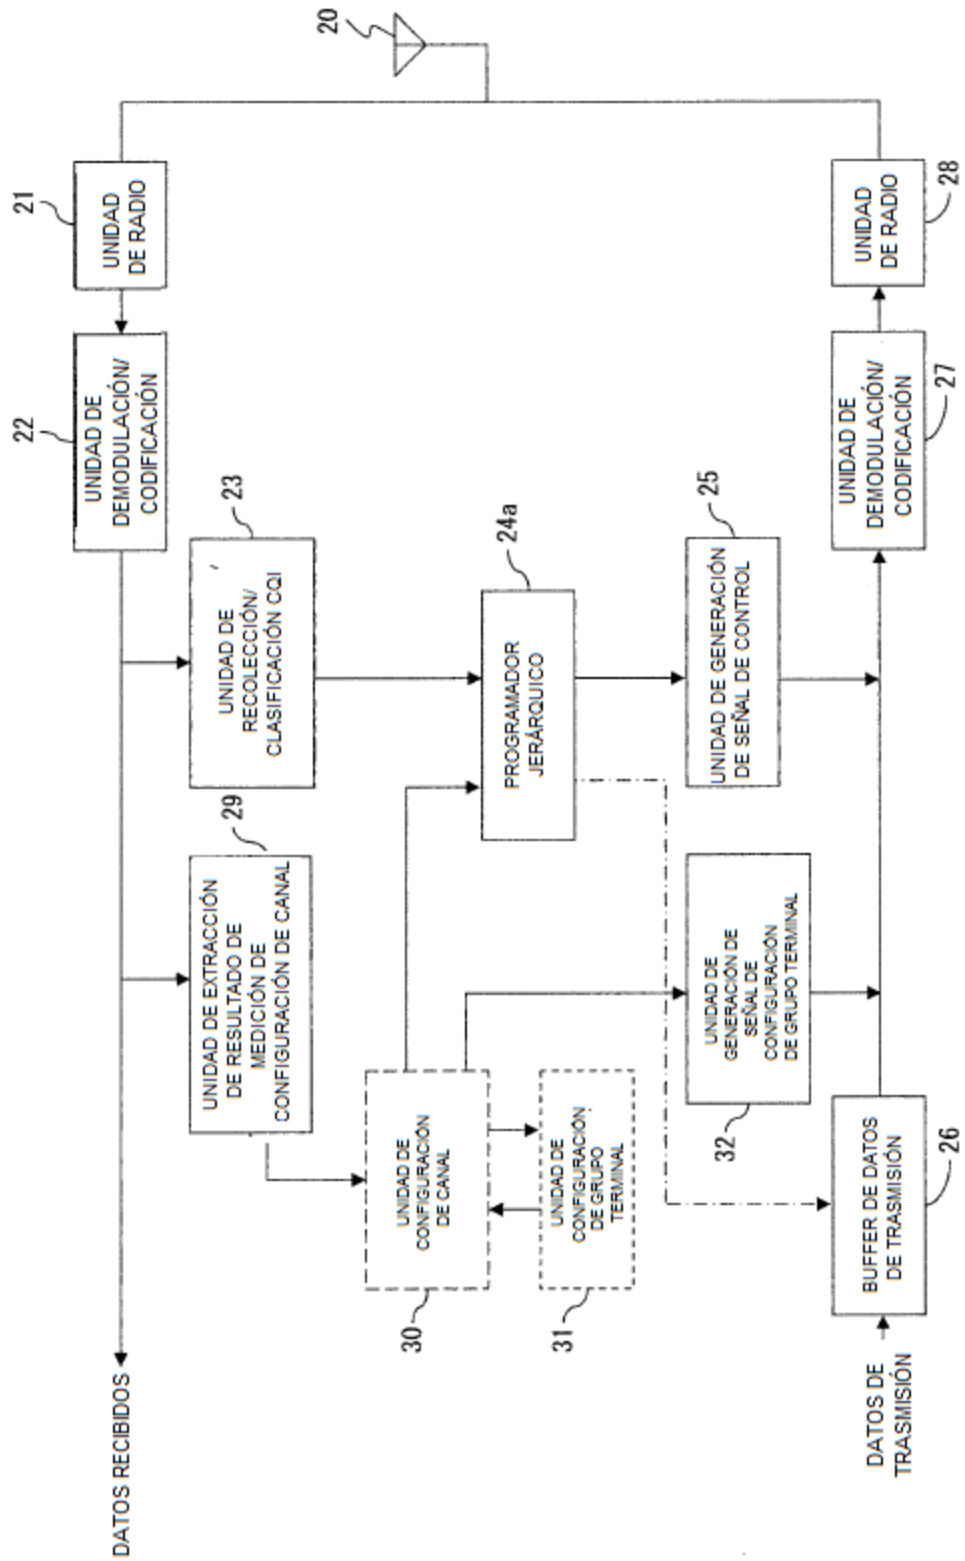 20
21
UNIDAD
DE RADIO
22
UNIDAD DE
DEMODULACIÓN/
CODIFICACIÓN
23
UNIDAD DE
RECOLECCIÓN/
CLASIFICACIÓN CQI
29
UNIDAD DE EXTRACCIÓN
DE RESULTADO DE
MEDICIÓN DE
CONFIGURACIÓN DE CANAL
DATOS RECIBIDOS
24a
PROGRAMADOR
JERÁRQUICO
30
UNIDAD DE
CONFIGURACIÓN
DE CANAL
31
UNIDAD DE
CONFIGURACIÓN
DE GRUPO
TERMINAL
25
UNIDAD DE GENERACIÓN
DE SEÑAL DE CONTROL
32
UNIDAD DE
GENERACIÓN DE
SEÑAL DE
CONFIGURACIÓN
DE GRUPO TERMINAL
28
UNIDAD
DE RADIO
27
UNIDAD DE
DEMODULACIÓN/
CODIFICACIÓN
26
BUFFER DE DATOS
DE TRASMISIÓN
DATOS DE
TRASMISIÓN